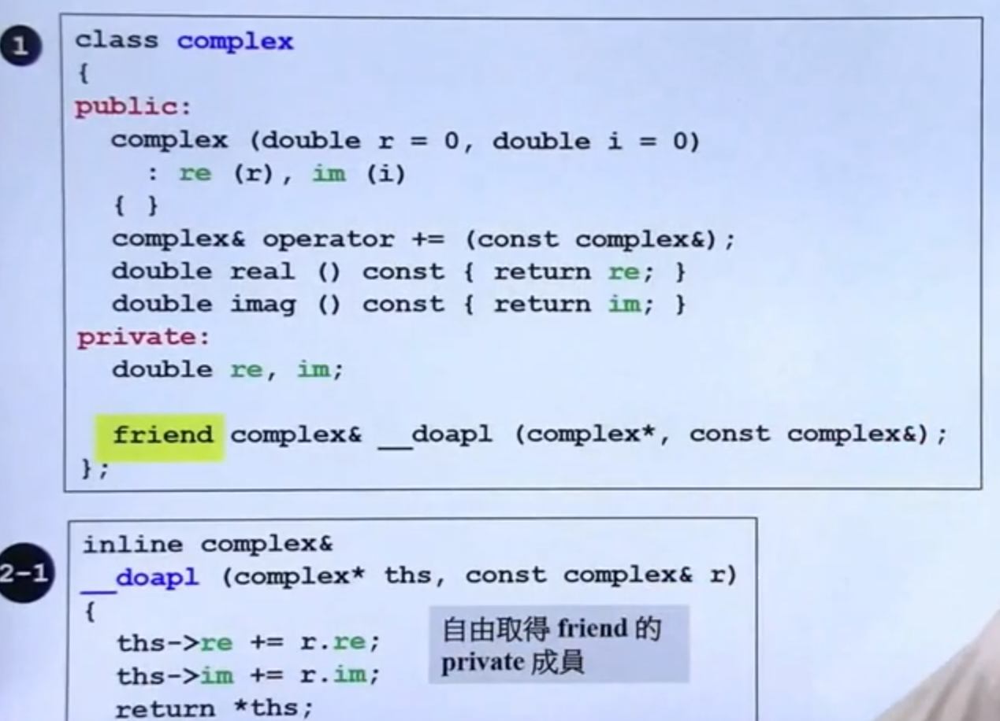 1
class complex
{
public:
complex (double r = 0, double i = 0)
: re (r), im (i)
{ }
complex& operator += (const complex&);
double real () const { return re; }
double imag () const { return im; }
private:
double re, im;
friend complex& __doapl (complex*, const complex&);
};
2-1
inline complex&
__doapl (complex* ths, const complex& r)
{
ths->re += r.re;
ths->im += r.im;
return *ths;
自由取得 friend 的
private 成員